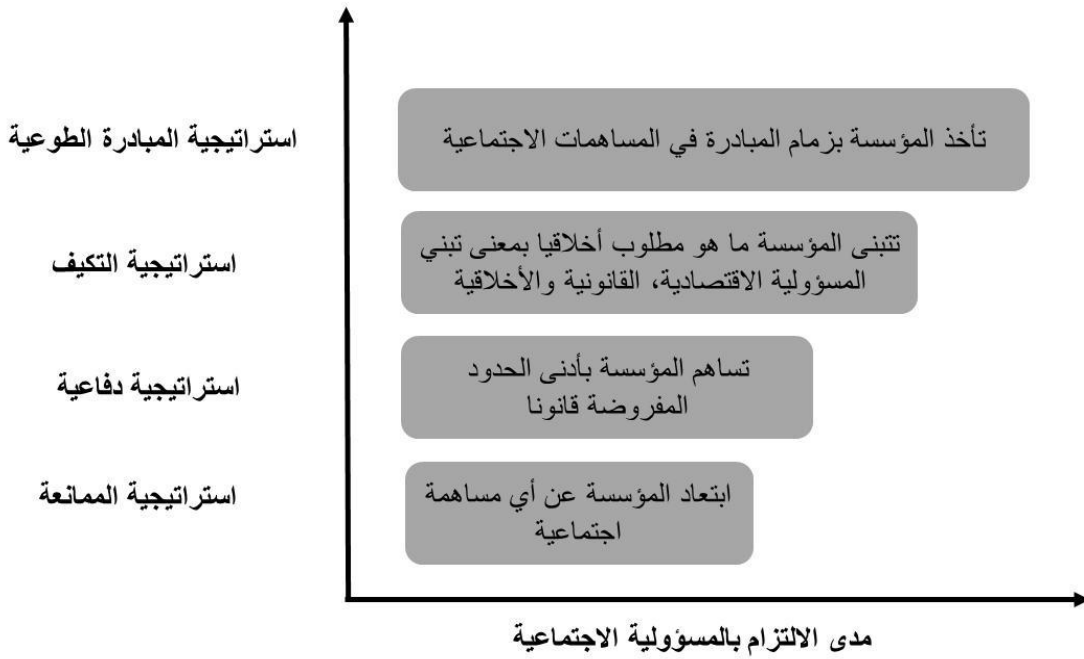 استراتيجية المبادرة الطوعية
تأخذ المؤسسة بزمام المبادرة في المساهمات الاجتماعية
استراتيجية التكيف
تتبنى المؤسسة ما هو مطلوب أخلاقيا بمعنى تبني
المسؤولية الاقتصادية، القانونية والأخلاقية
استراتيجية دفاعية
تساهم المؤسسة بأدنى الحدود
المفروضة قانونا
استراتيجية الممانعة
ابتعاد المؤسسة عن أي مساهمة
اجتماعية
مدى الالتزام بالمسؤولية الاجتماعية